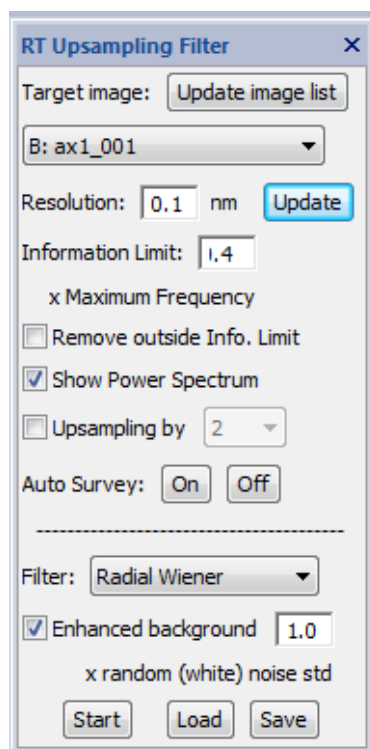 RT Upsampling Filter
Target image: Update image list
B: ax1_001
Resolution: 0.1 nm Update
Information Limit: .4
x Maximum Frequency
Remove outside Info. Limit
Show Power Spectrum
Upsampling by 2
Auto Survey: On Off
Filter: Radial Wiener
Enhanced background 1.0
x random (white) noise std
Start Load Save